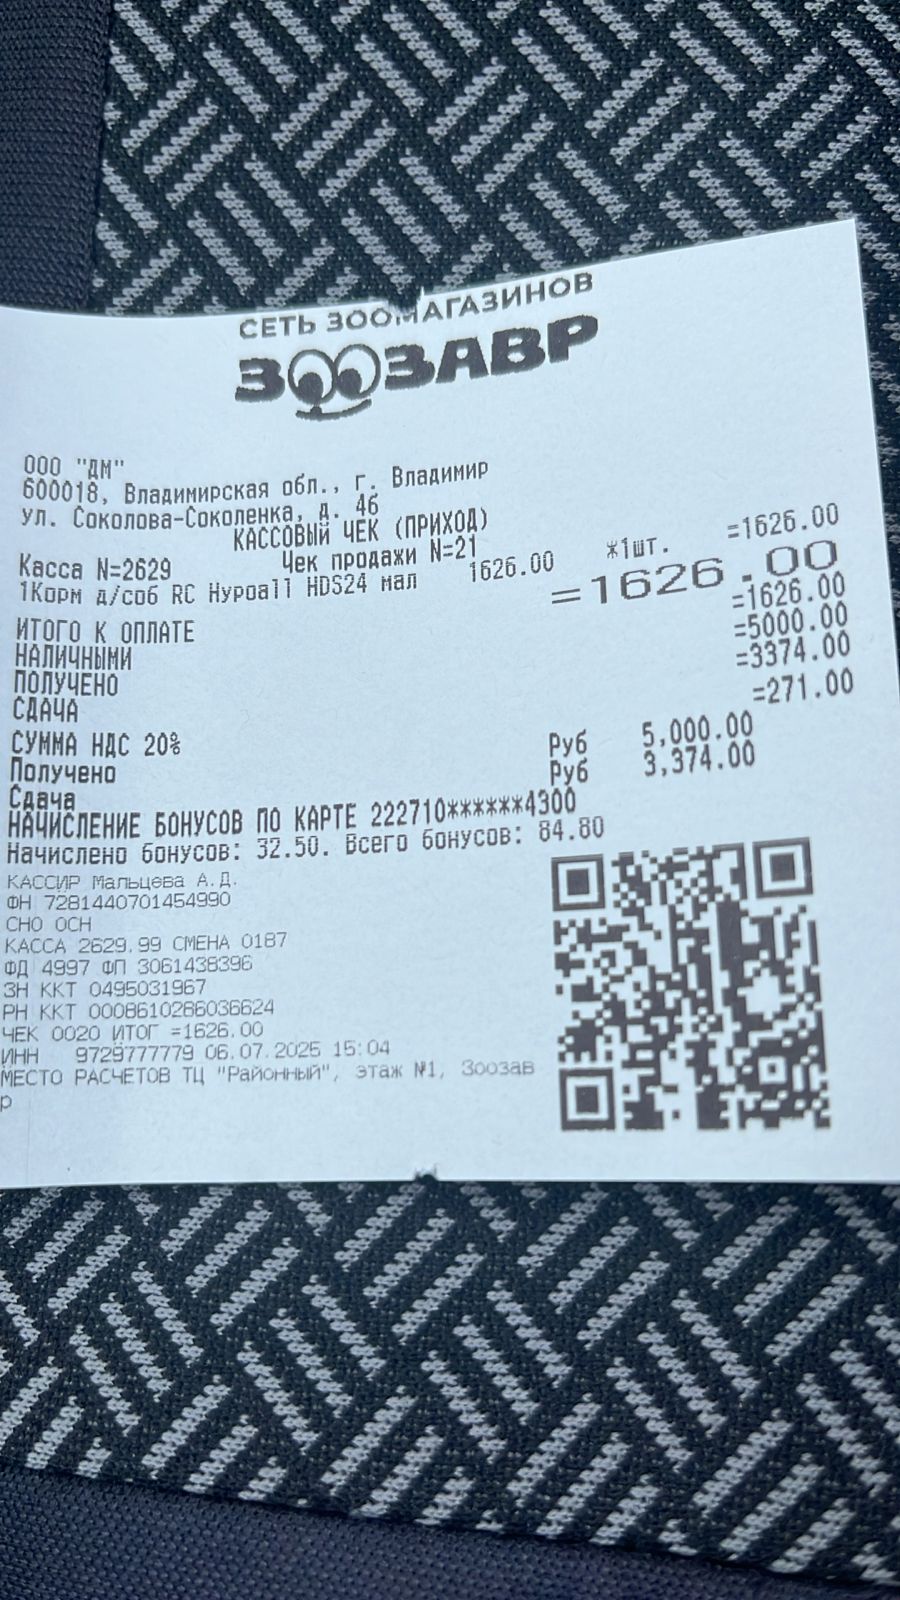 СЕТЬ ЗООМАГАЗИНОВ
ЗООЗАВР
ООО "ДМ"
600018, Владимирская обл., г. Владимир
ул. Соколова-Соколенка, д. 4б
КАССОВЫЙ ЧЕК (ПРИХОД)
Касса N=2629 Чек продажи N=21
1Корм д/соб RC Hypoall HDS24 мал 1626.00 *1шт. =1626.00
ИТОГО К ОПЛАТЕ =1626.00
НАЛИЧНЫМИ =1626.00
ПОЛУЧЕНО =5000.00
СДАЧА =3374.00
СУММА НДС 20% =271.00
Получено Руб 5,000.00
Сдача Руб 3,374.00
НАЧИСЛЕНИЕ БОНУСОВ ПО КАРТЕ 222710******4300
Начислено бонусов: 32.50. Всего бонусов: 84.80
КАССИР Мальцева А.Д.
ФН 7281440701454990
СНО ОСН
КАССА 2629.99 СМЕНА 0187
ФД 4997 ФП 3061438396
ЗН ККТ 0495031967
РН ККТ 0008610286036624
ЧЕК 0020 ИТОГ =1626.00
ИНН 9729777779 06.07.2025 15:04
МЕСТО РАСЧЕТОВ ТЦ "Районный", этаж №1, Зоозав
р